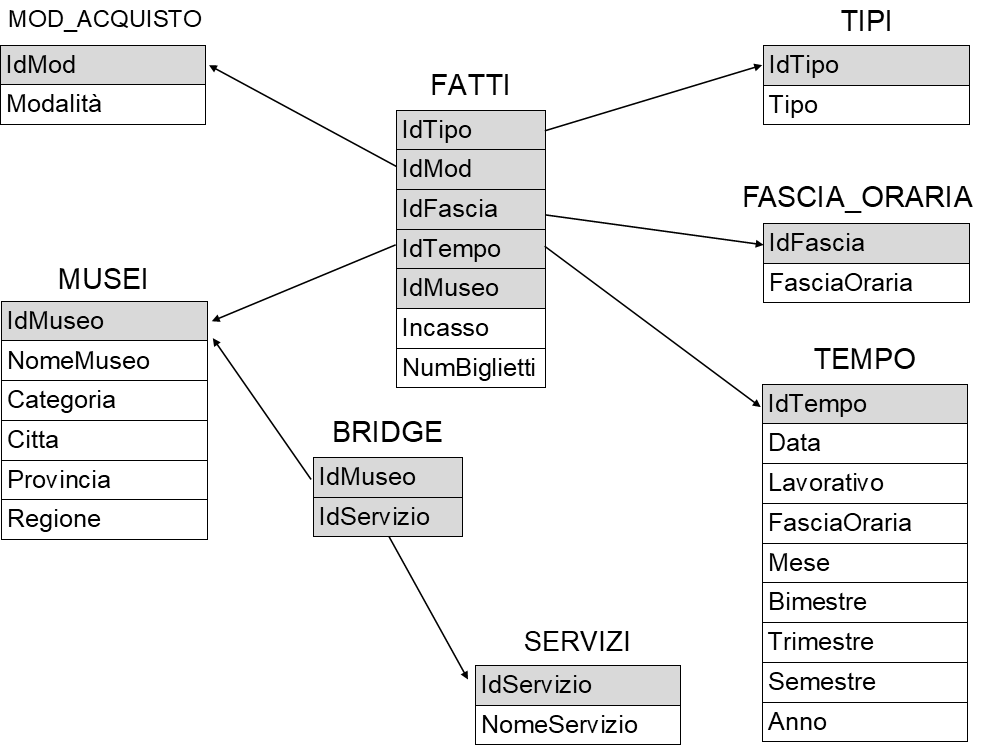 MOD_ACQUISTO
IdMod
Modalità
FATTI
IdTipo
IdMod
IdFascia
IdTempo
IdMuseo
Incasso
NumBiglietti
TIPI
IdTipo
Tipo
FASCIA_ORARIA
IdFascia
FasciaOraria
MUSEI
IdMuseo
NomeMuseo
Categoria
Citta
Provincia
Regione
BRIDGE
IdMuseo
IdServizio
TEMPO
IdTempo
Data
Lavorativo
FasciaOraria
Mese
Bimestre
Trimestre
Semestre
Anno
SERVIZI
IdServizio
NomeServizio